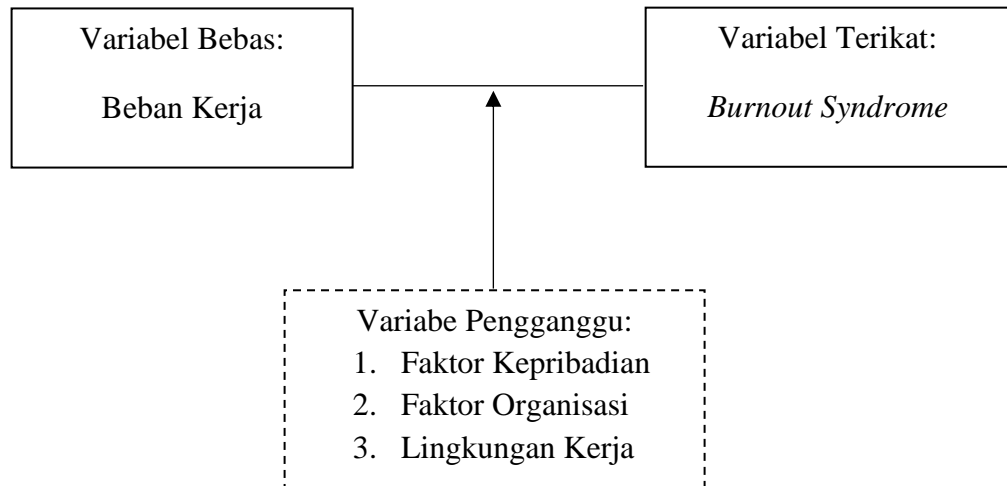 Variabel Bebas:
Beban Kerja
Variabel Terikat:
Burnout Syndrome
Variabe Pengganggu:
1. Faktor Kepribadian
2. Faktor Organisasi
3. Lingkungan Kerja